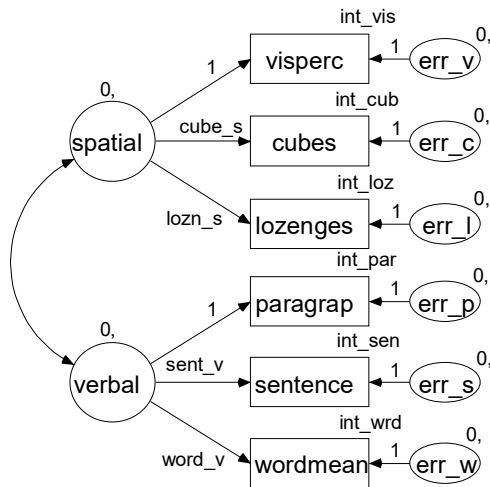 int_vis
0,
1
visperc
1
err_v
0,
int_cub
0,
spatial
cube_s
cubes
1
err_c
int_loz
0,
lozn_s
lozenges
1
err_l
int_par
0,
0,
1
paragrap
1
err_p
int_sen
0,
verbal
sent_v
sentence
1
err_s
int_wrd
0,
word_v
wordmean
1
err_w